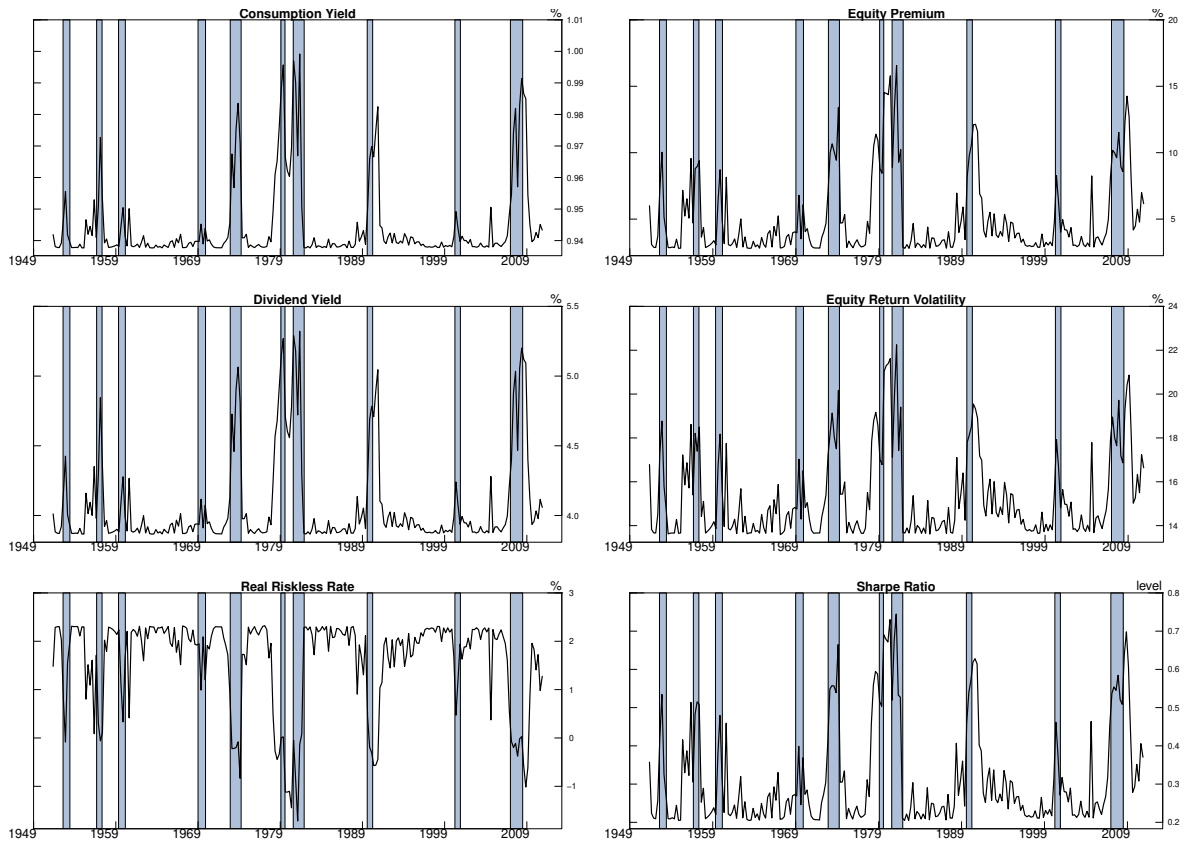 Consumption Yield %
1.01
1.00
0.99
0.98
0.97
0.96
0.95
0.94
1949 1959 1969 1979 1989 1999 2009
Equity Premium %
20
15
10
5
1949 1959 1969 1979 1989 1999 2009
Dividend Yield %
5.5
5.0
4.5
4.0
1949 1959 1969 1979 1989 1999 2009
Equity Return Volatility %
24
22
20
18
16
14
1949 1959 1969 1979 1989 1999 2009
Real Riskless Rate %
3
2
1
0
−1
1949 1959 1969 1979 1989 1999 2009
Sharpe Ratio level
0.8
0.7
0.6
0.5
0.4
0.3
0.2
1949 1959 1969 1979 1989 1999 2009